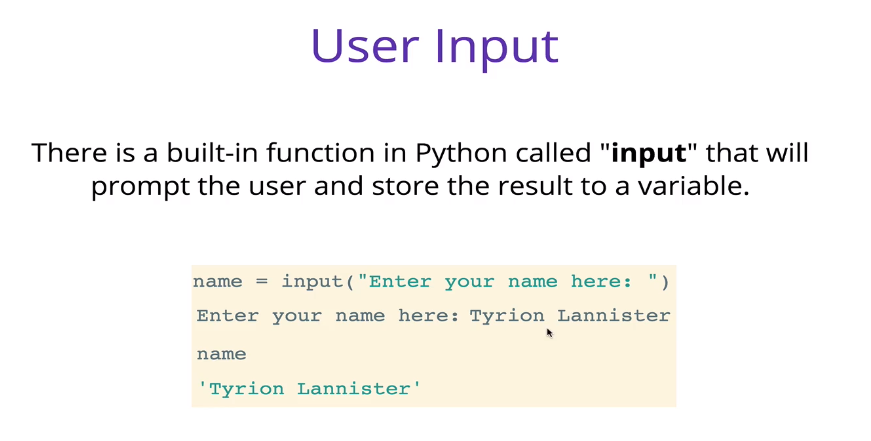 User Input
There is a built-in function in Python called "input" that will
prompt the user and store the result to a variable.
name = input("Enter your name here: ")
Enter your name here: Tyrion Lannister
name
'Tyrion Lannister'